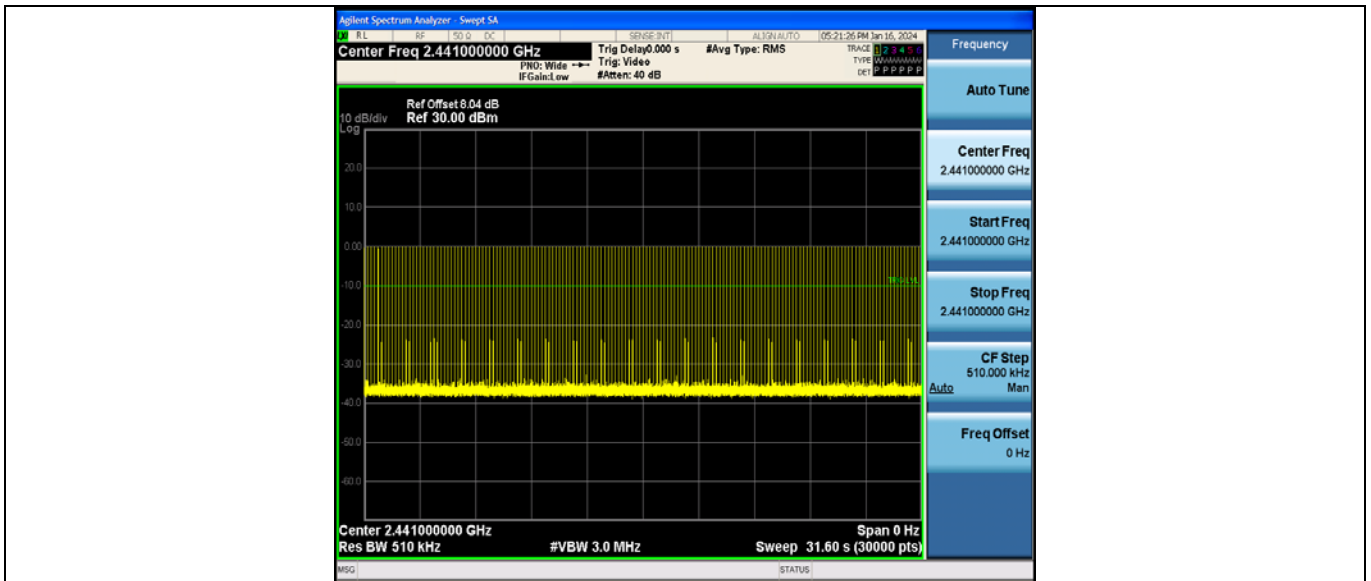 Agilent Spectrum Analyzer - Swept SA
RL RF 50 Ω DC SENSE:INT ALIGN AUTO 05:21:26 PM Jan 16, 2024
Center Freq 2.441000000 GHz
PNO: Wide
IFGain:Low
Trig Delay0.000 s
Trig: Video
#Atten: 40 dB
#Avg Type: RMS
TRACE 1 2 3 4 5 6
TYPE
DET P P P P P P
Ref Offset 8.04 dB
10 dB/div Ref 30.00 dBm
Log
20.0
10.0
0.00
-10.0
-20.0
-30.0
-40.0
-50.0
-60.0
TRIG LVL
Center 2.441000000 GHz Span 0 Hz
Res BW 510 kHz #VBW 3.0 MHz Sweep 31.60 s (30000 pts)
MSG STATUS
Frequency
Auto Tune
Center Freq
2.441000000 GHz
Start Freq
2.441000000 GHz
Stop Freq
2.441000000 GHz
CF Step
510.000 kHz
Auto Man
Freq Offset
0 Hz